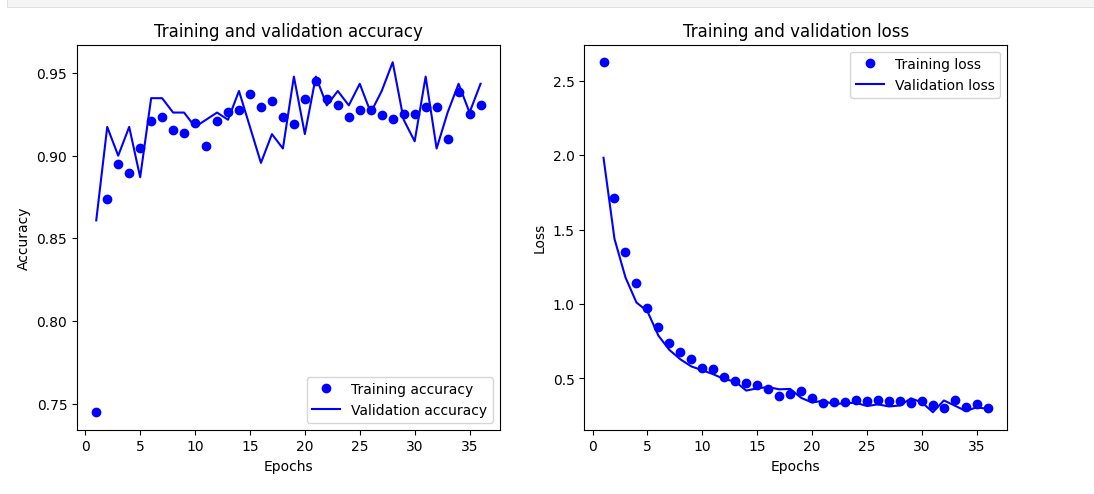 Training and validation accuracy
0.95
0.90
0.85
0.80
0.75
Accuracy
Training accuracy
Validation accuracy
0 5 10 15 20 25 30 35
Epochs
Training and validation loss
2.5
2.0
1.5
1.0
0.5
Loss
Training loss
Validation loss
0 5 10 15 20 25 30 35
Epochs